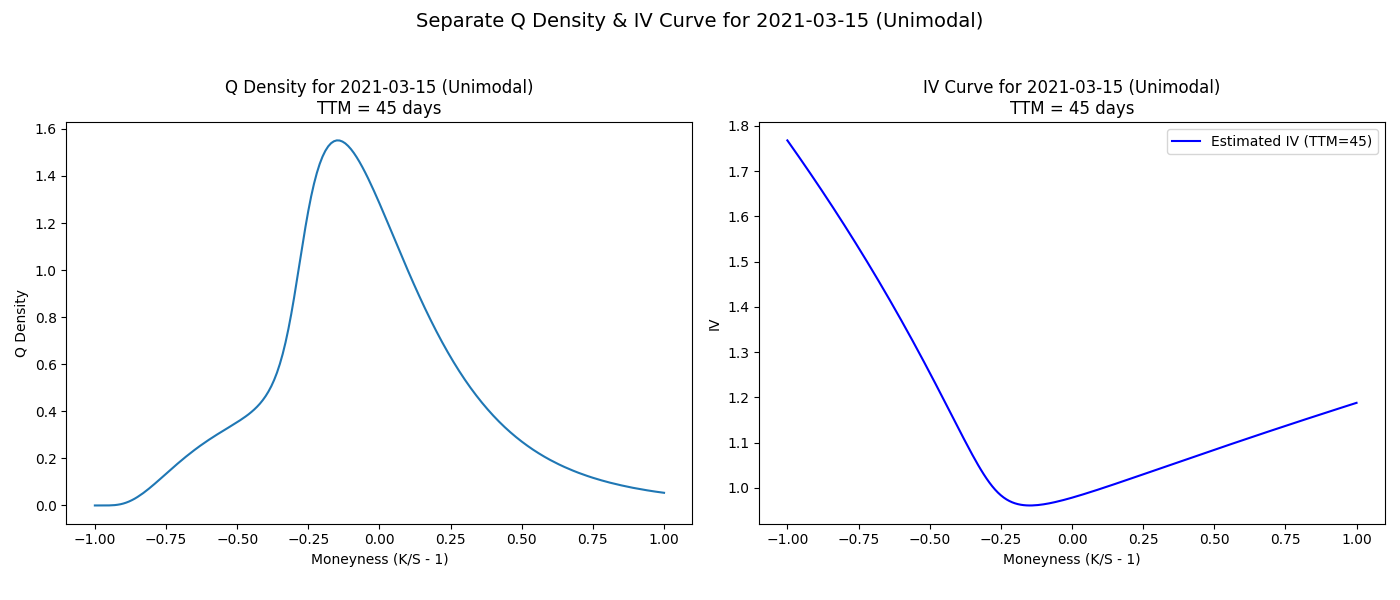 Separate Q Density & IV Curve for 2021-03-15 (Unimodal)
Q Density for 2021-03-15 (Unimodal)
TTM = 45 days
1.6
1.4
1.2
1.0
0.8
0.6
0.4
0.2
0.0
Q Density
−1.00 −0.75 −0.50 −0.25 0.00 0.25 0.50 0.75 1.00
Moneyness (K/S - 1)
IV Curve for 2021-03-15 (Unimodal)
TTM = 45 days
Estimated IV (TTM=45)
1.8
1.7
1.6
1.5
1.4
1.3
1.2
1.1
1.0
IV
−1.00 −0.75 −0.50 −0.25 0.00 0.25 0.50 0.75 1.00
Moneyness (K/S - 1)